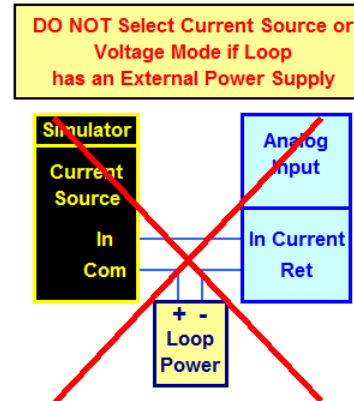 DO NOT Select Current Source or
Voltage Mode if Loop
has an External Power Supply
Simulator
Current
Source
In
Com
Analog
Input
In Current
Ret
+ -
Loop
Power